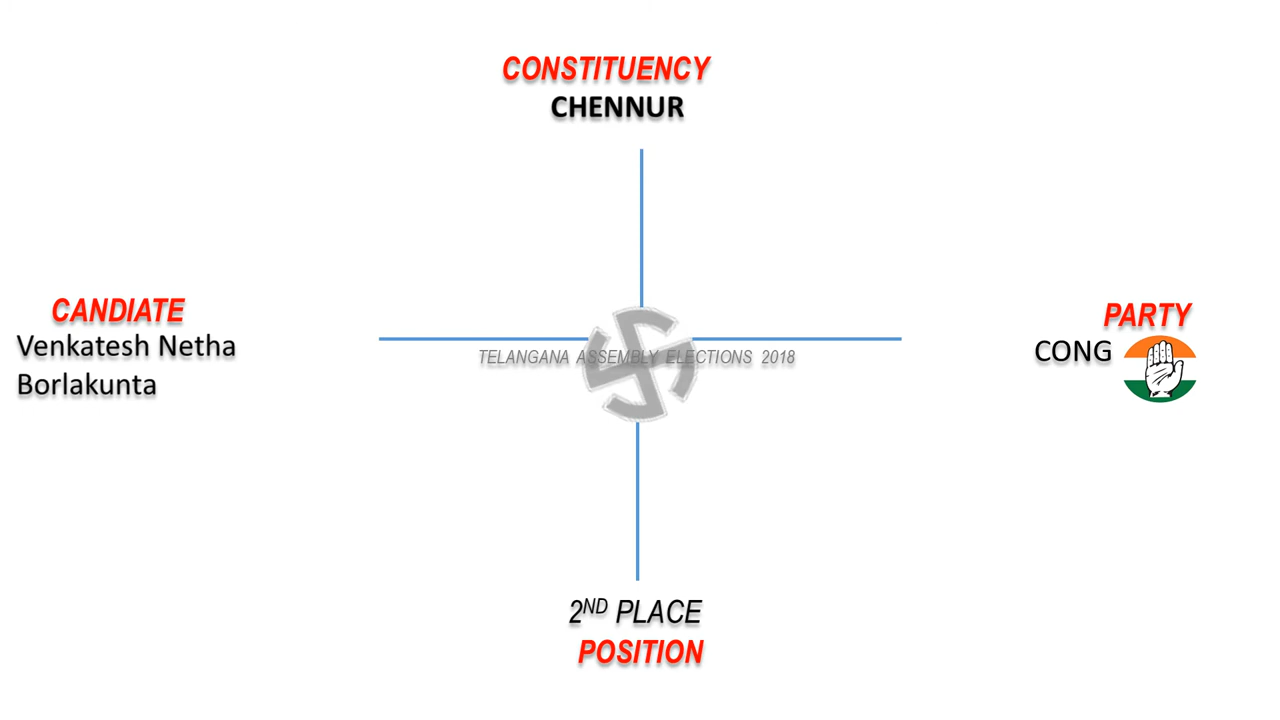 CONSTITUENCY
CHENNUR
CANDIATE
Venkatesh Netha
Borlakunta
TELANGANA ASSEMBLY ELECTIONS 2018
PARTY
CONG
2ND PLACE
POSITION